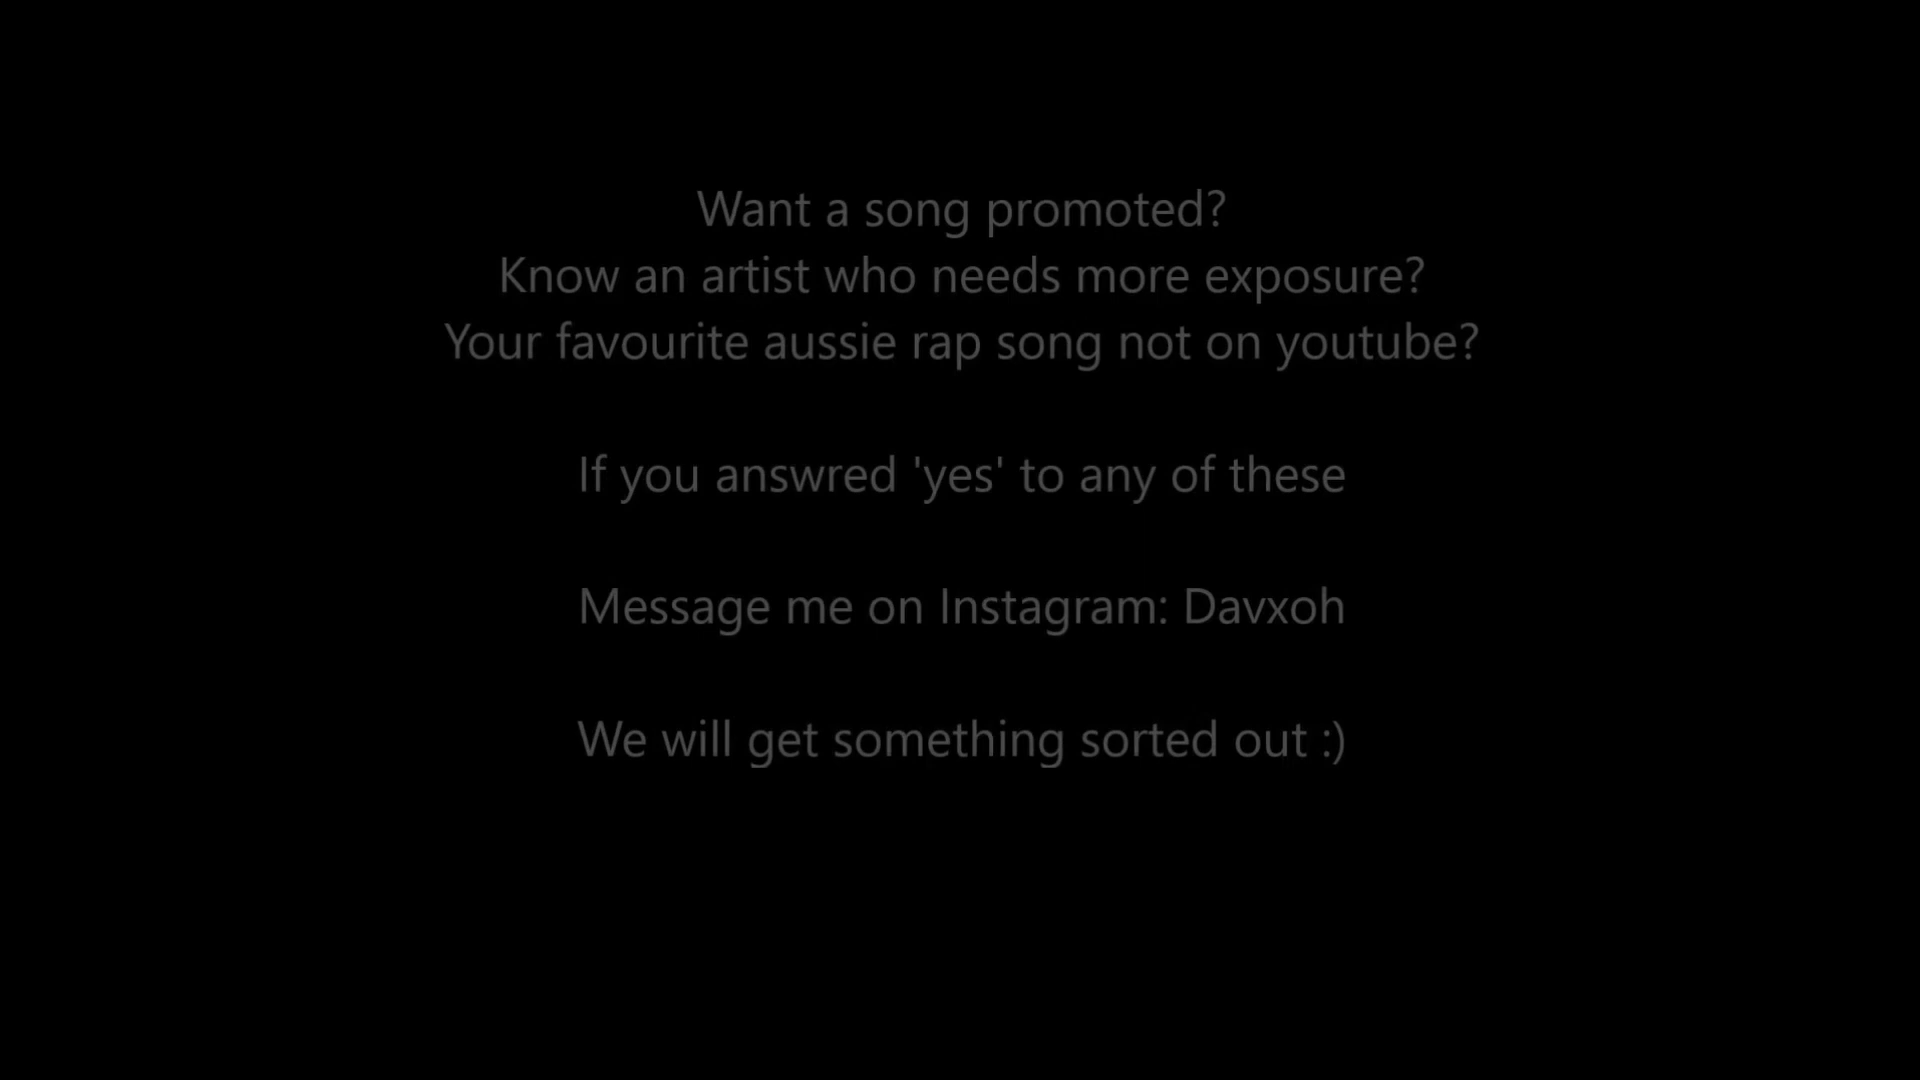 Want a song promoted?
Know an artist who needs more exposure?
Your favourite aussie rap song not on youtube?
If you answred 'yes' to any of these
Message me on Instagram: Davxoh
We will get something sorted out :)